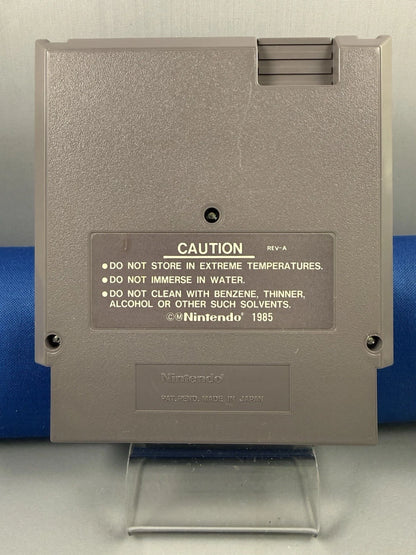 CAUTION REV-A
●DO NOT STORE IN EXTREME TEMPERATURES.
●DO NOT IMMERSE IN WATER.
●DO NOT CLEAN WITH BENZENE, THINNER,
ALCOHOL OR OTHER SUCH SOLVENTS.
©ⓂNintendo® 1985
Nintendo®
PAT. PEND. MADE IN JAPAN